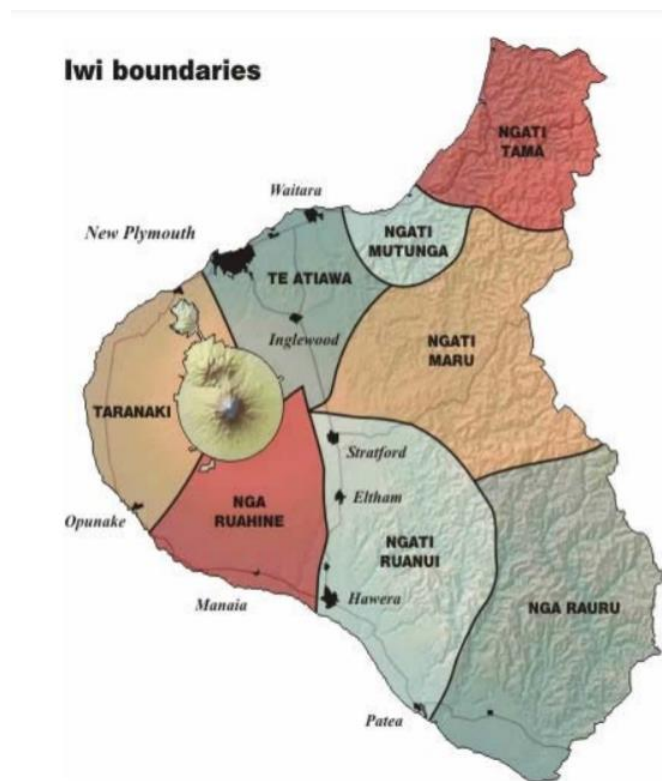 Iwi boundaries
NGATI
TAMA
Waitara
New Plymouth
NGATI
MUTUNGA
TE ATIAWA
Inglewood
NGATI
MARU
TARANAKI
Stratford
NGA
RUAHINE
Eltham
Opunake
NGATI
RUANUI
Manaia
Hawera
NGA RAURU
Patea